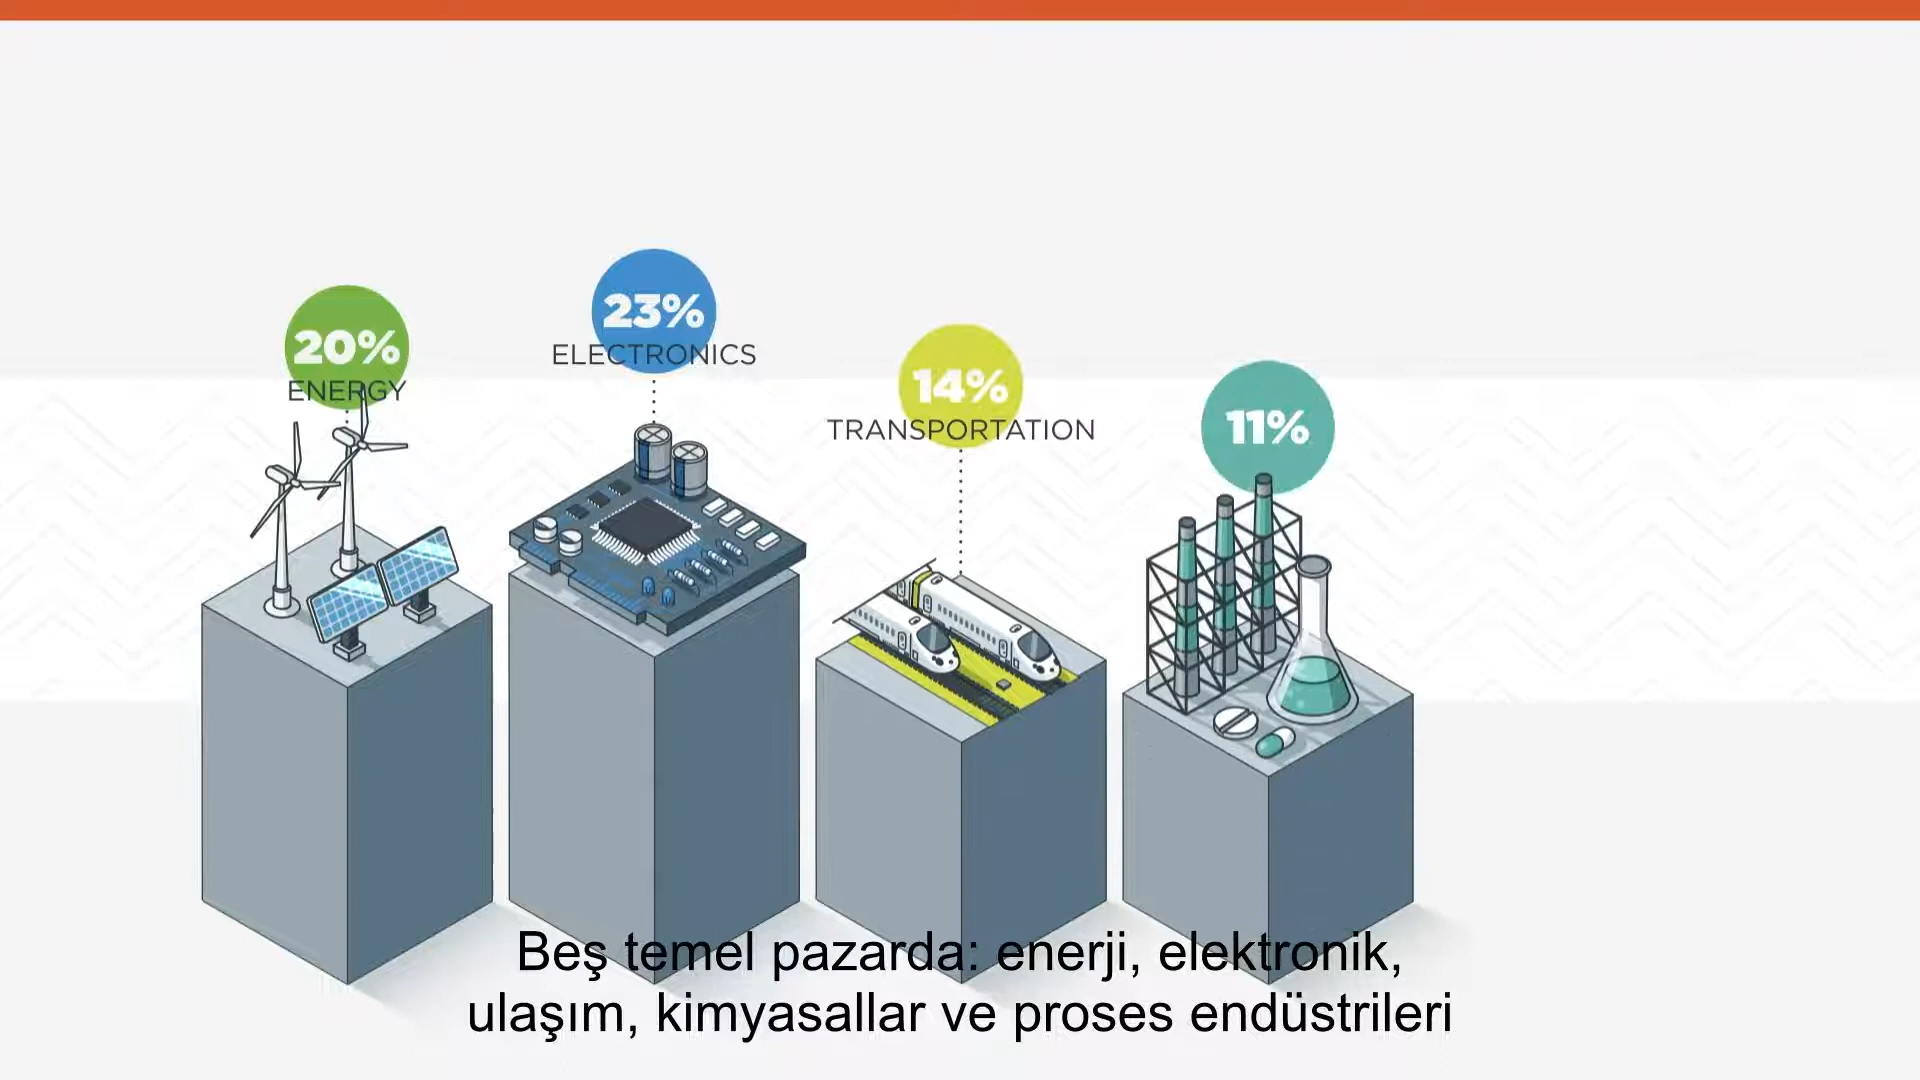 20%
ENERGY
23%
ELECTRONICS
14%
TRANSPORTATION
11%
Beş temel pazarda: enerji, elektronik,
ulaşım, kimyasallar ve proses endüstrileri